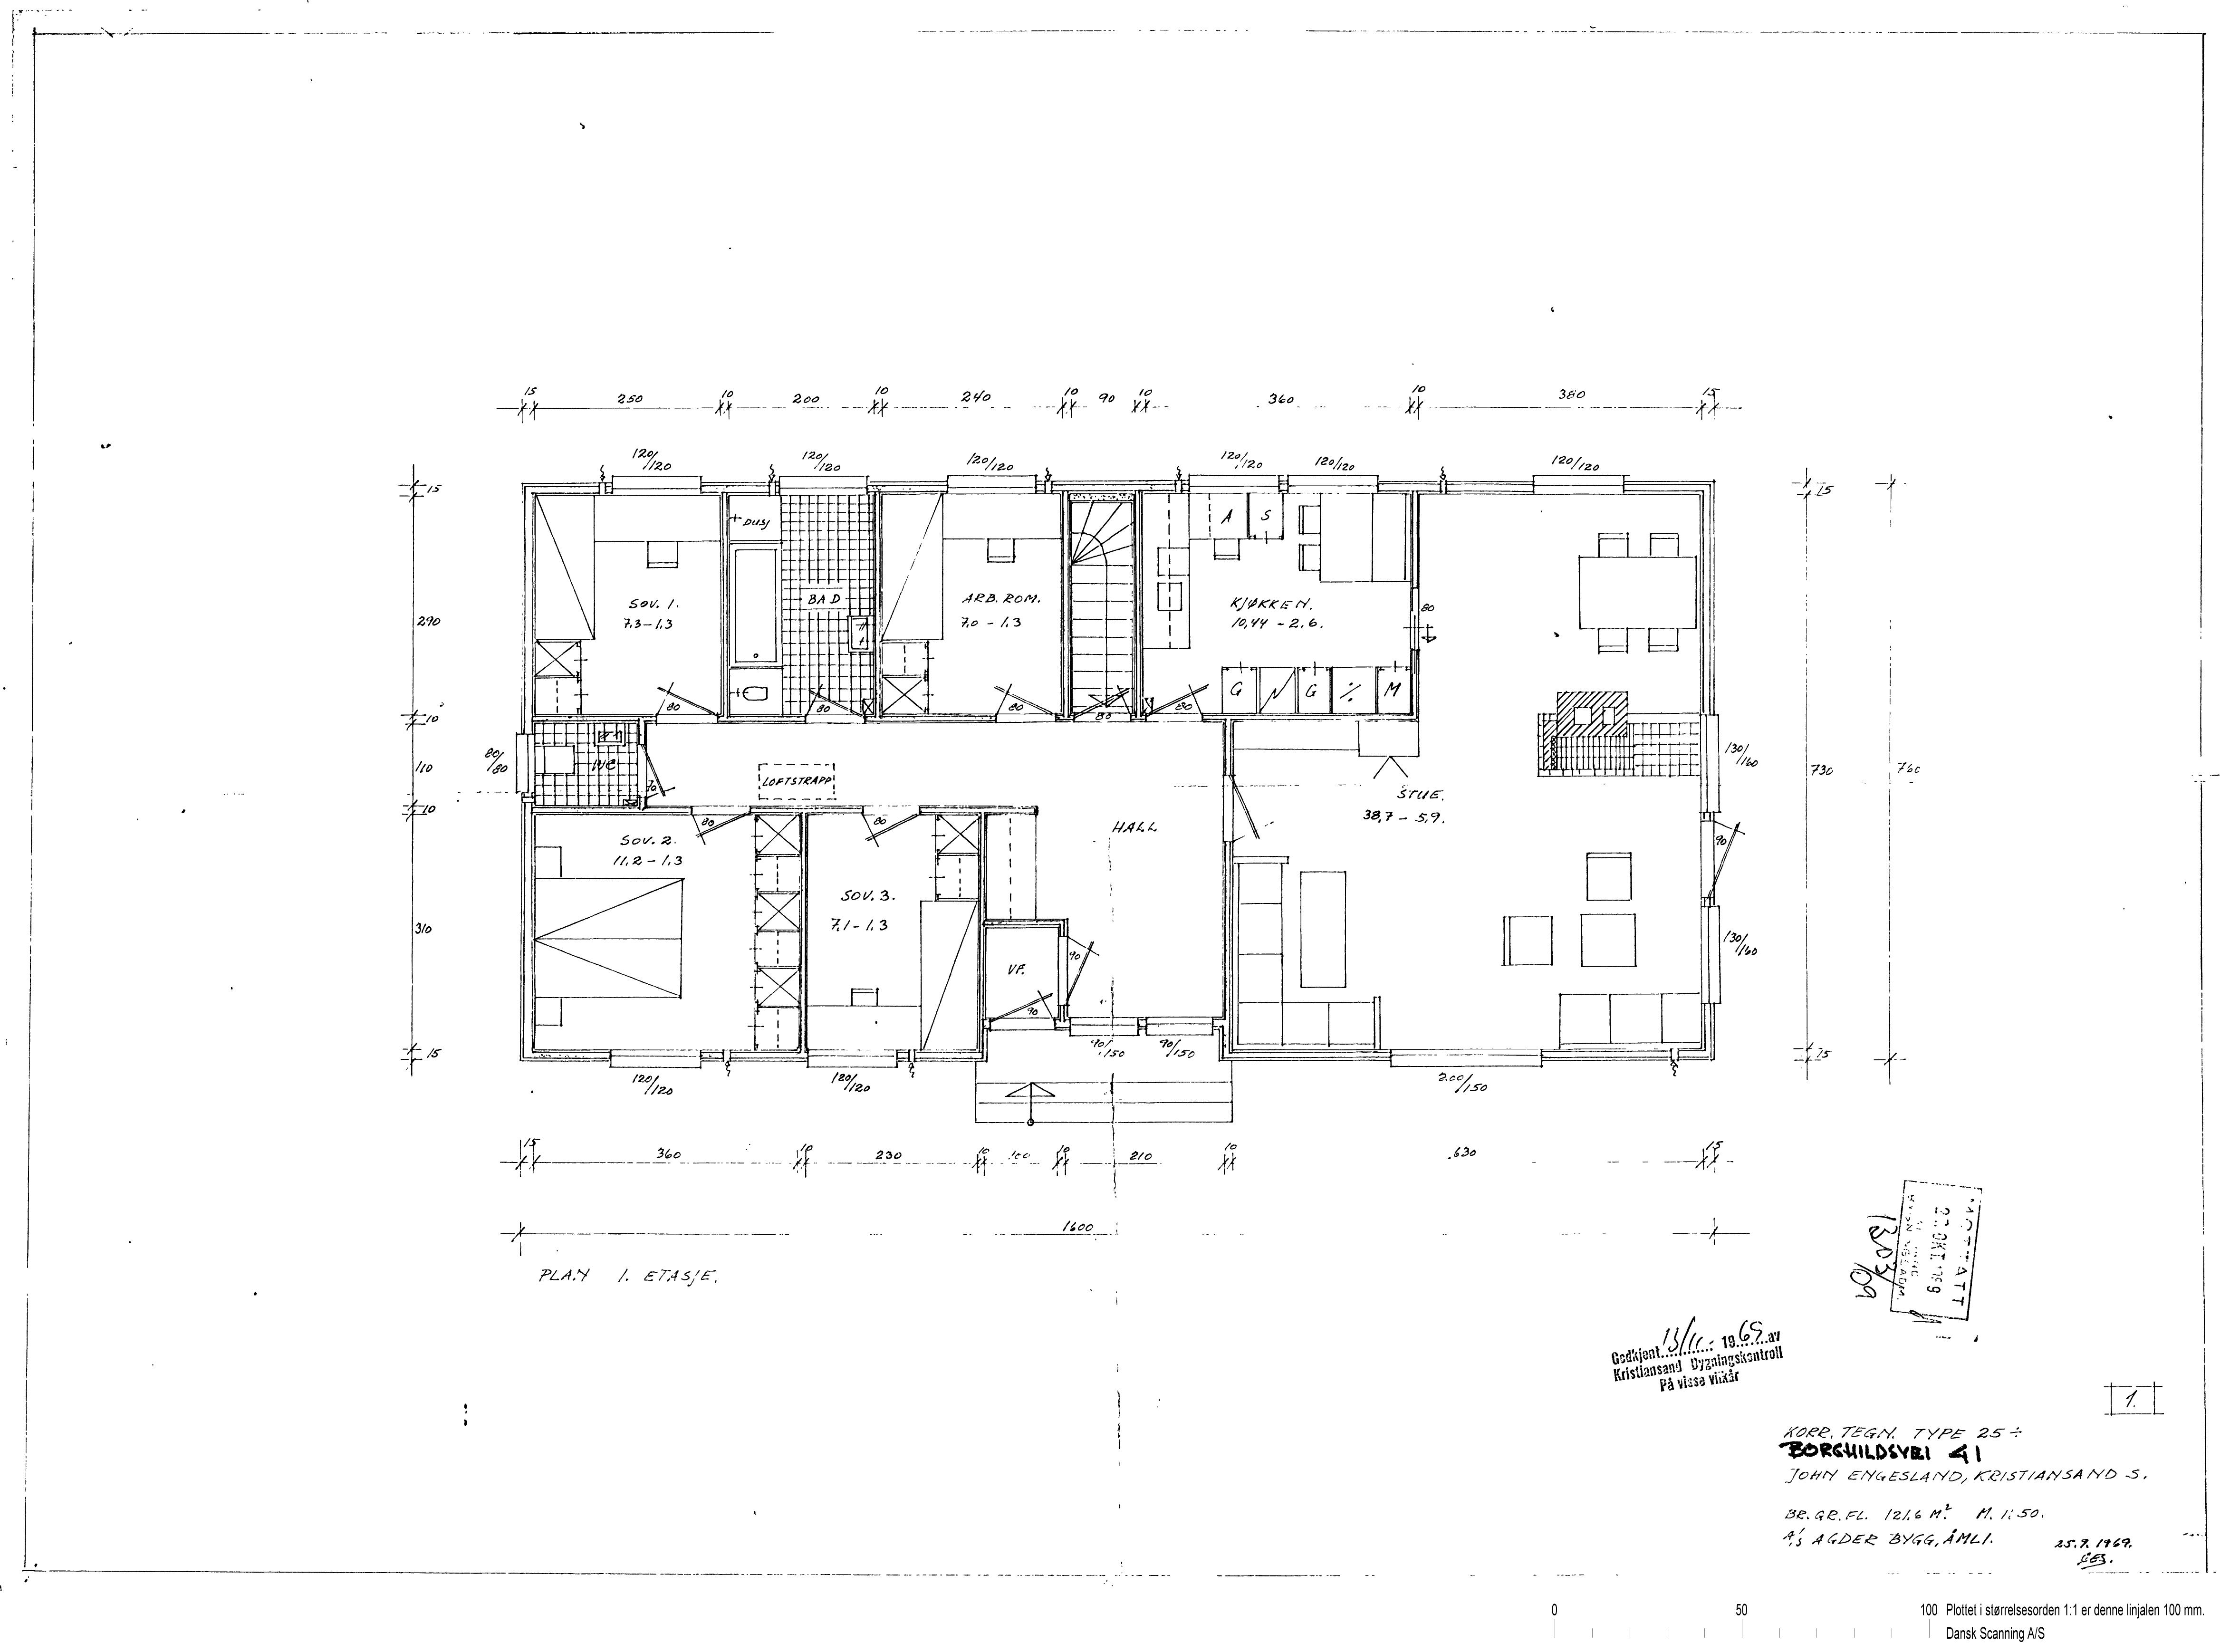 15 250 10 200 10 240 10 90 10 360 10 380 15
120/120 120/120 120/120 120/120 120/120 120/120
15 290 10 110 10 310 15
15 730 15
760
SOV. 1.
7,3-1,3
DUSJ
BAD
ARB. ROM.
7,0 - 1,3
A S
KJØKKEN.
10,44 - 2,6.
G G M
80 80 80 80 80
80
80/80
WC
70
LOFTSTRAPP
HALL
STUE.
38,7 - 5,9.
130/160
90
130/160
SOV. 2.
11,2 - 1,3
80
SOV. 3.
7,1 - 1,3
80
VF.
90
90
120/120 120/120 90/150 90/150 200/150
15 360 10 230 10 100 10 210 10 630 15
1600
PLAN 1. ETASJE.
MOTTATT
OKT. 1969
1303/69
Godkjent 13/11 - 1969 av
Kristiansand Bygningskontroll
På visse vilkår
1.
KORR. TEGN. TYPE 25 ÷
BORGHILDSVEI 41
JOHN ENGESLAND, KRISTIANSAND S.
BR. GR. FL. 121,6 M² M. 1:50.
A/S AGDER BYGG, ÅMLI.
25.9.1969.
0 50 100 Plottet i størrelsesorden 1:1 er denne linjalen 100 mm.
Dansk Scanning A/S